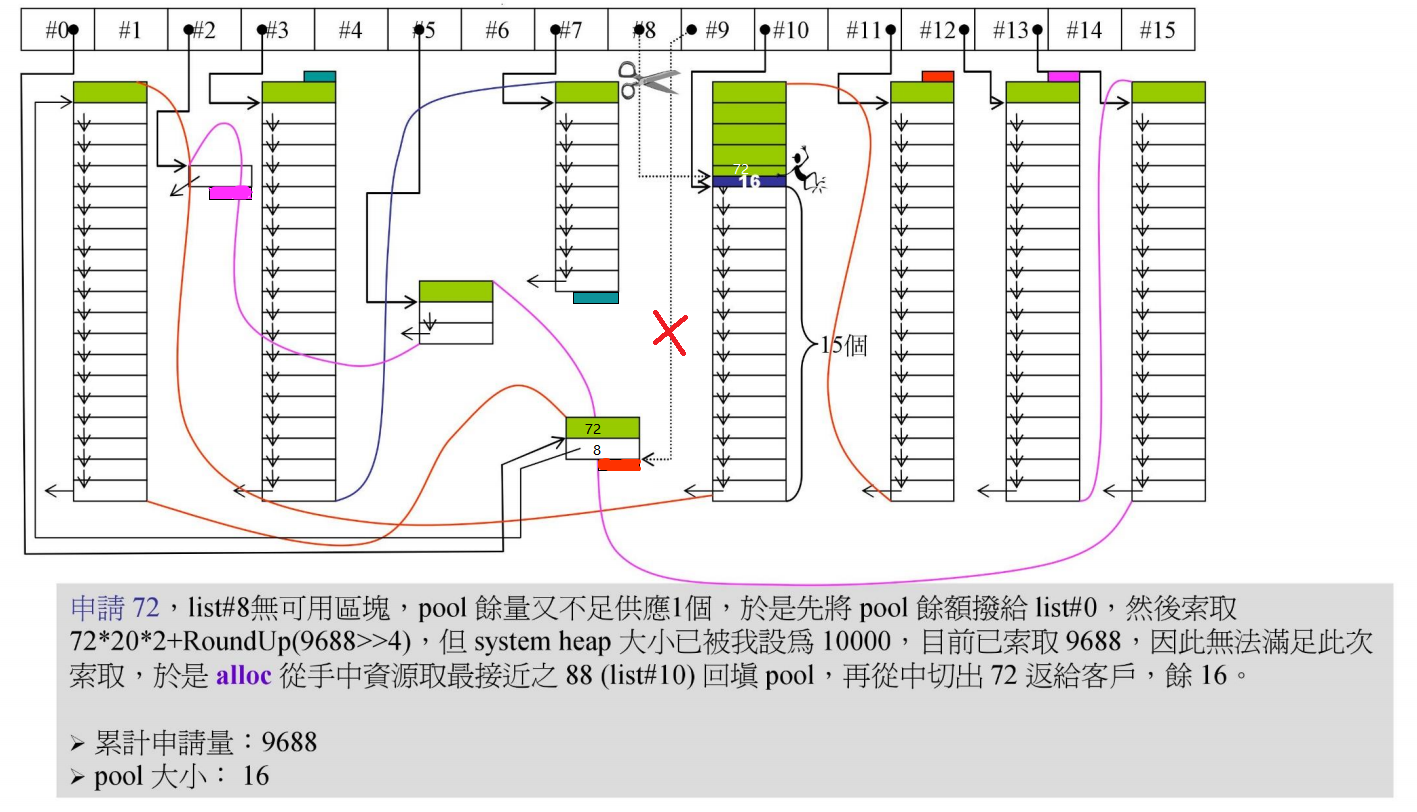 #0 #1 #2 #3 #4 #5 #6 #7 #8 #9 #10 #11 #12 #13 #14 #15
72
16
15個
72
8
申請 72，list#8無可用區塊，pool 餘量又不足供應1個，於是先將 pool 餘額撥給 list#0，然後索取
72*20*2+RoundUp(9688>>4)，但 system heap 大小已被我設爲 10000，目前已索取 9688，因此無法滿足此次
索取，於是 alloc 從手中資源取最接近之 88 (list#10) 回填 pool，再從中切出 72 返給客戶，餘 16。
➢ 累計申請量：9688
➢ pool 大小： 16